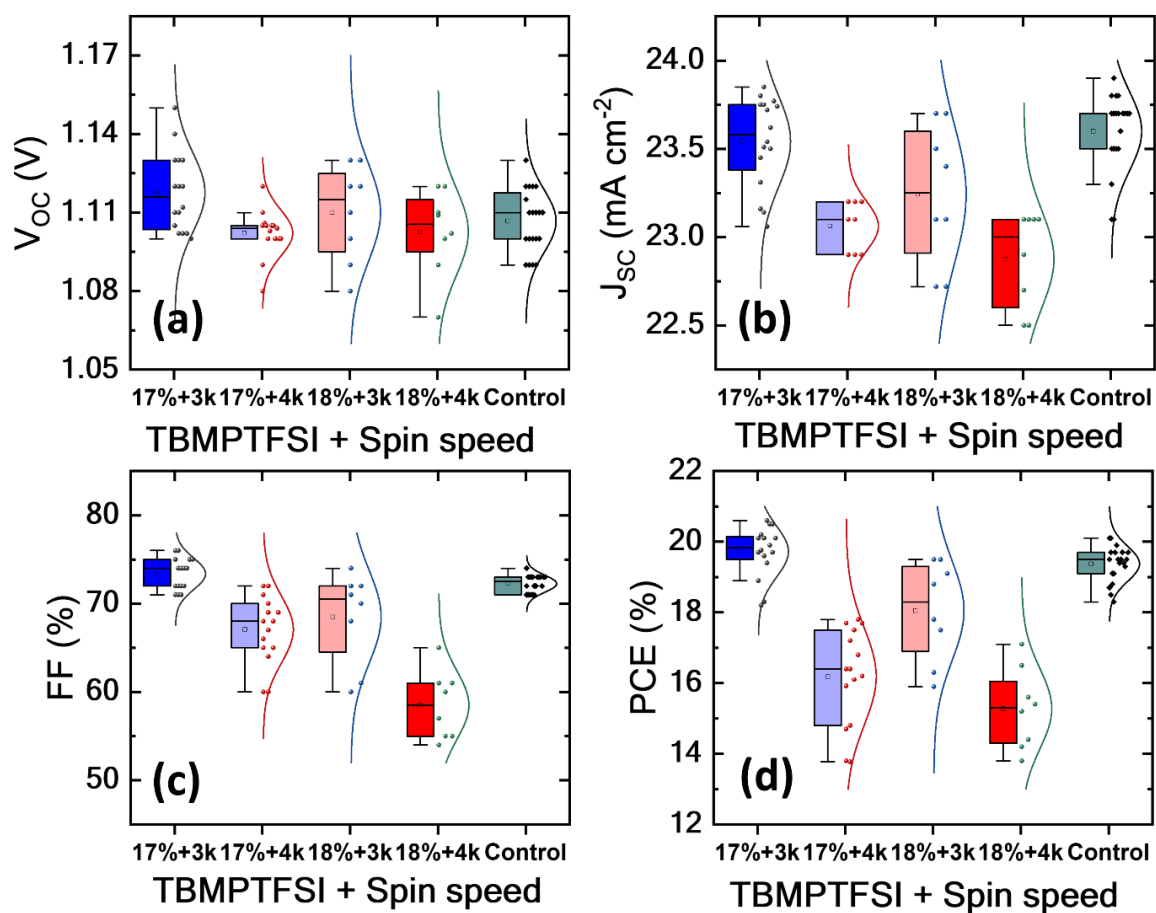 (a)
VOC (V)
1.17
1.14
1.11
1.08
1.05
17%+3k 17%+4k 18%+3k 18%+4k Control
TBMPTFSI + Spin speed
(b)
JSC (mA cm-2)
24.0
23.5
23.0
22.5
17%+3k 17%+4k 18%+3k 18%+4k Control
TBMPTFSI + Spin speed
(c)
FF (%)
80
70
60
50
17%+3k 17%+4k 18%+3k 18%+4k Control
TBMPTFSI + Spin speed
(d)
PCE (%)
22
20
18
16
14
12
17%+3k 17%+4k 18%+3k 18%+4k Control
TBMPTFSI + Spin speed